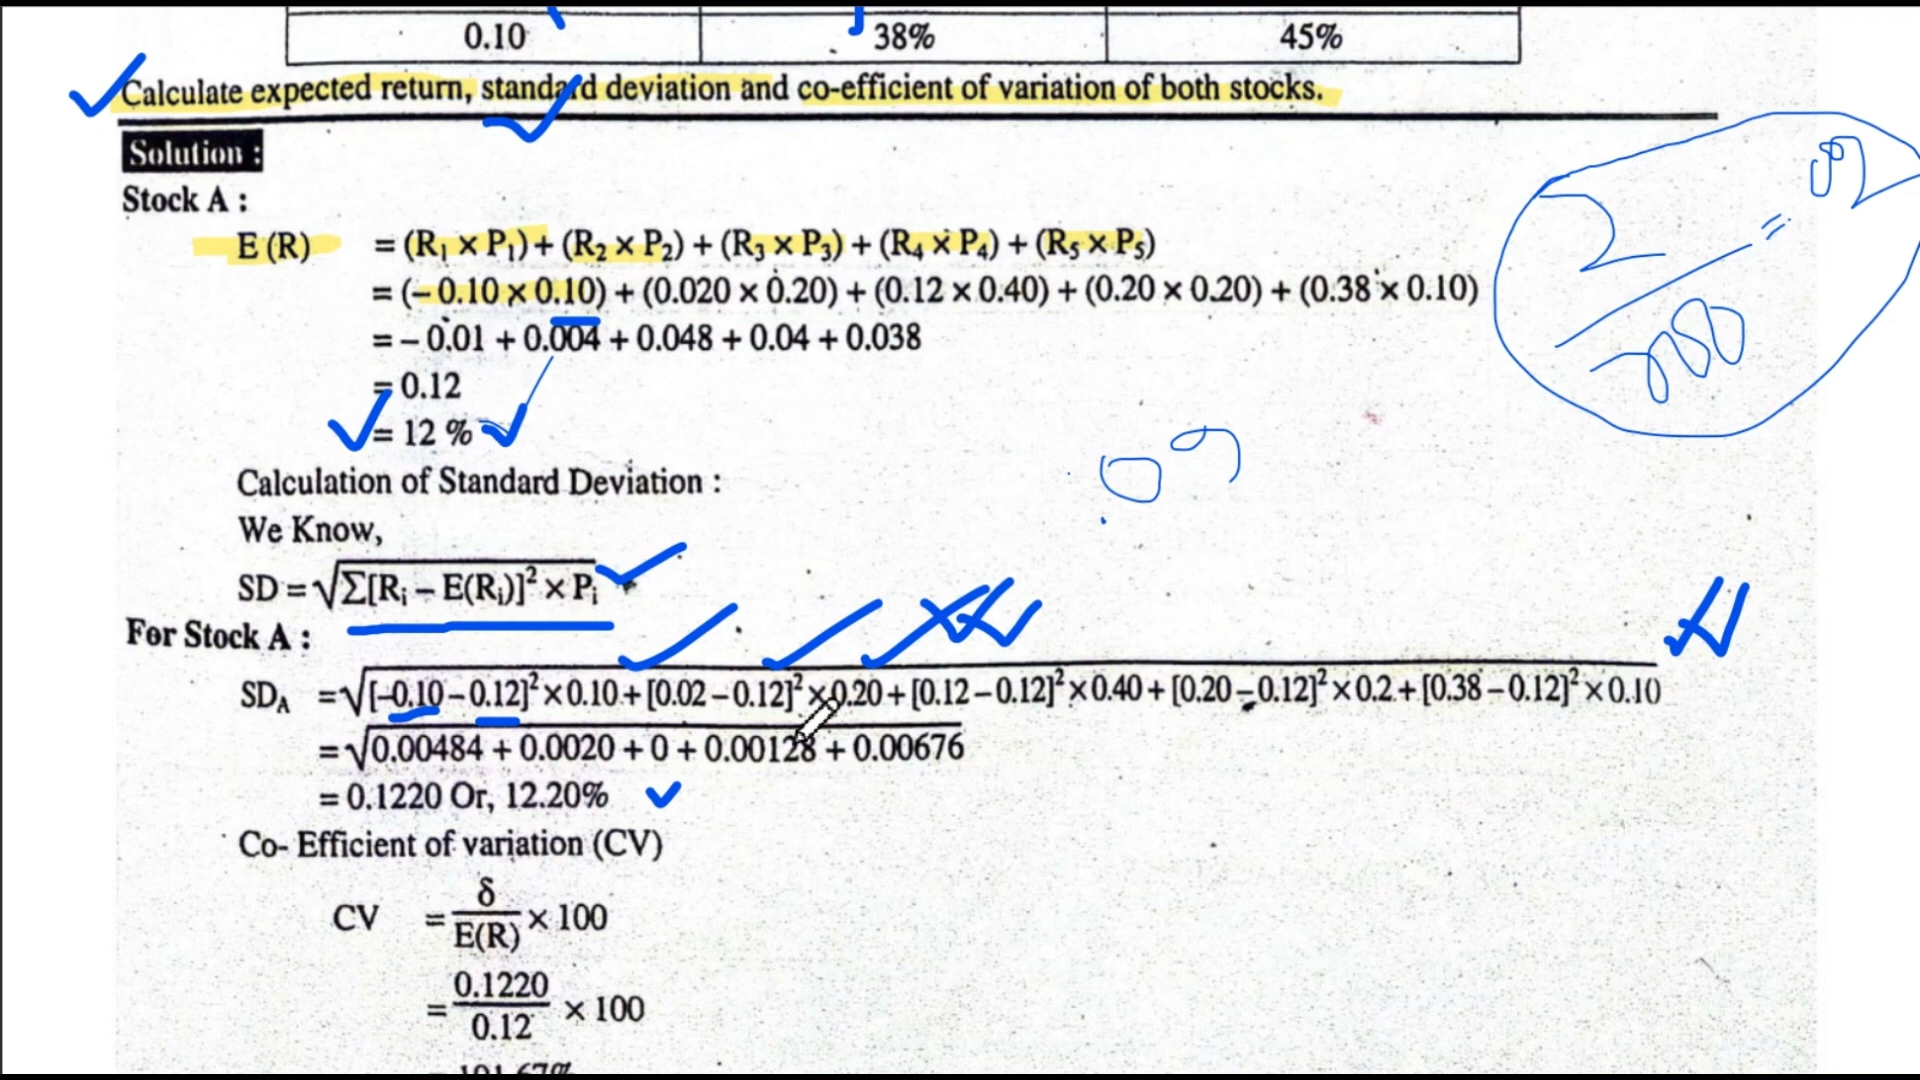 0.10 38% 45%
Calculate expected return, standard deviation and co-efficient of variation of both stocks.
Solution :
Stock A :
E (R) = (R₁ × P₁) + (R₂ × P₂) + (R₃ × P₃) + (R₄ × P₄) + (R₅ × P₅)
= (– 0.10 × 0.10) + (0.020 × 0.20) + (0.12 × 0.40) + (0.20 × 0.20) + (0.38 × 0.10)
= – 0.01 + 0.004 + 0.048 + 0.04 + 0.038
= 0.12
= 12 %
Calculation of Standard Deviation :
We Know,
SD = √Σ[Rᵢ – E(Rᵢ)]² × Pᵢ
For Stock A :
SD_A = √[–0.10 – 0.12]² × 0.10 + [0.02 – 0.12]² × 0.20 + [0.12 – 0.12]² × 0.40 + [0.20 – 0.12]² × 0.2 + [0.38 – 0.12]² × 0.10
= √0.00484 + 0.0020 + 0 + 0.00128 + 0.00676
= 0.1220 Or, 12.20%
Co- Efficient of variation (CV)
CV = δ/E(R) × 100
= 0.1220/0.12 × 100